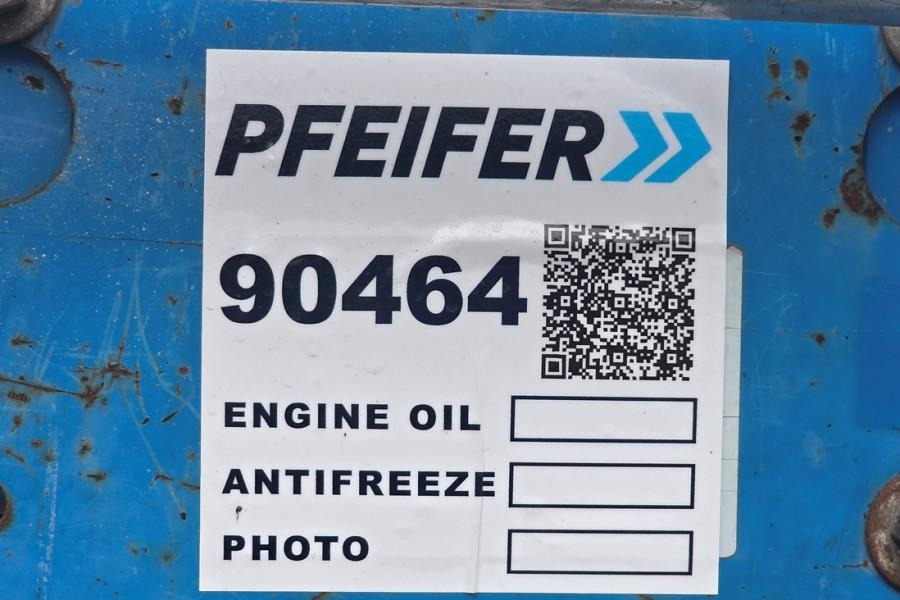 PFEIFER
90464
ENGINE OIL
ANTIFREEZE
PHOTO